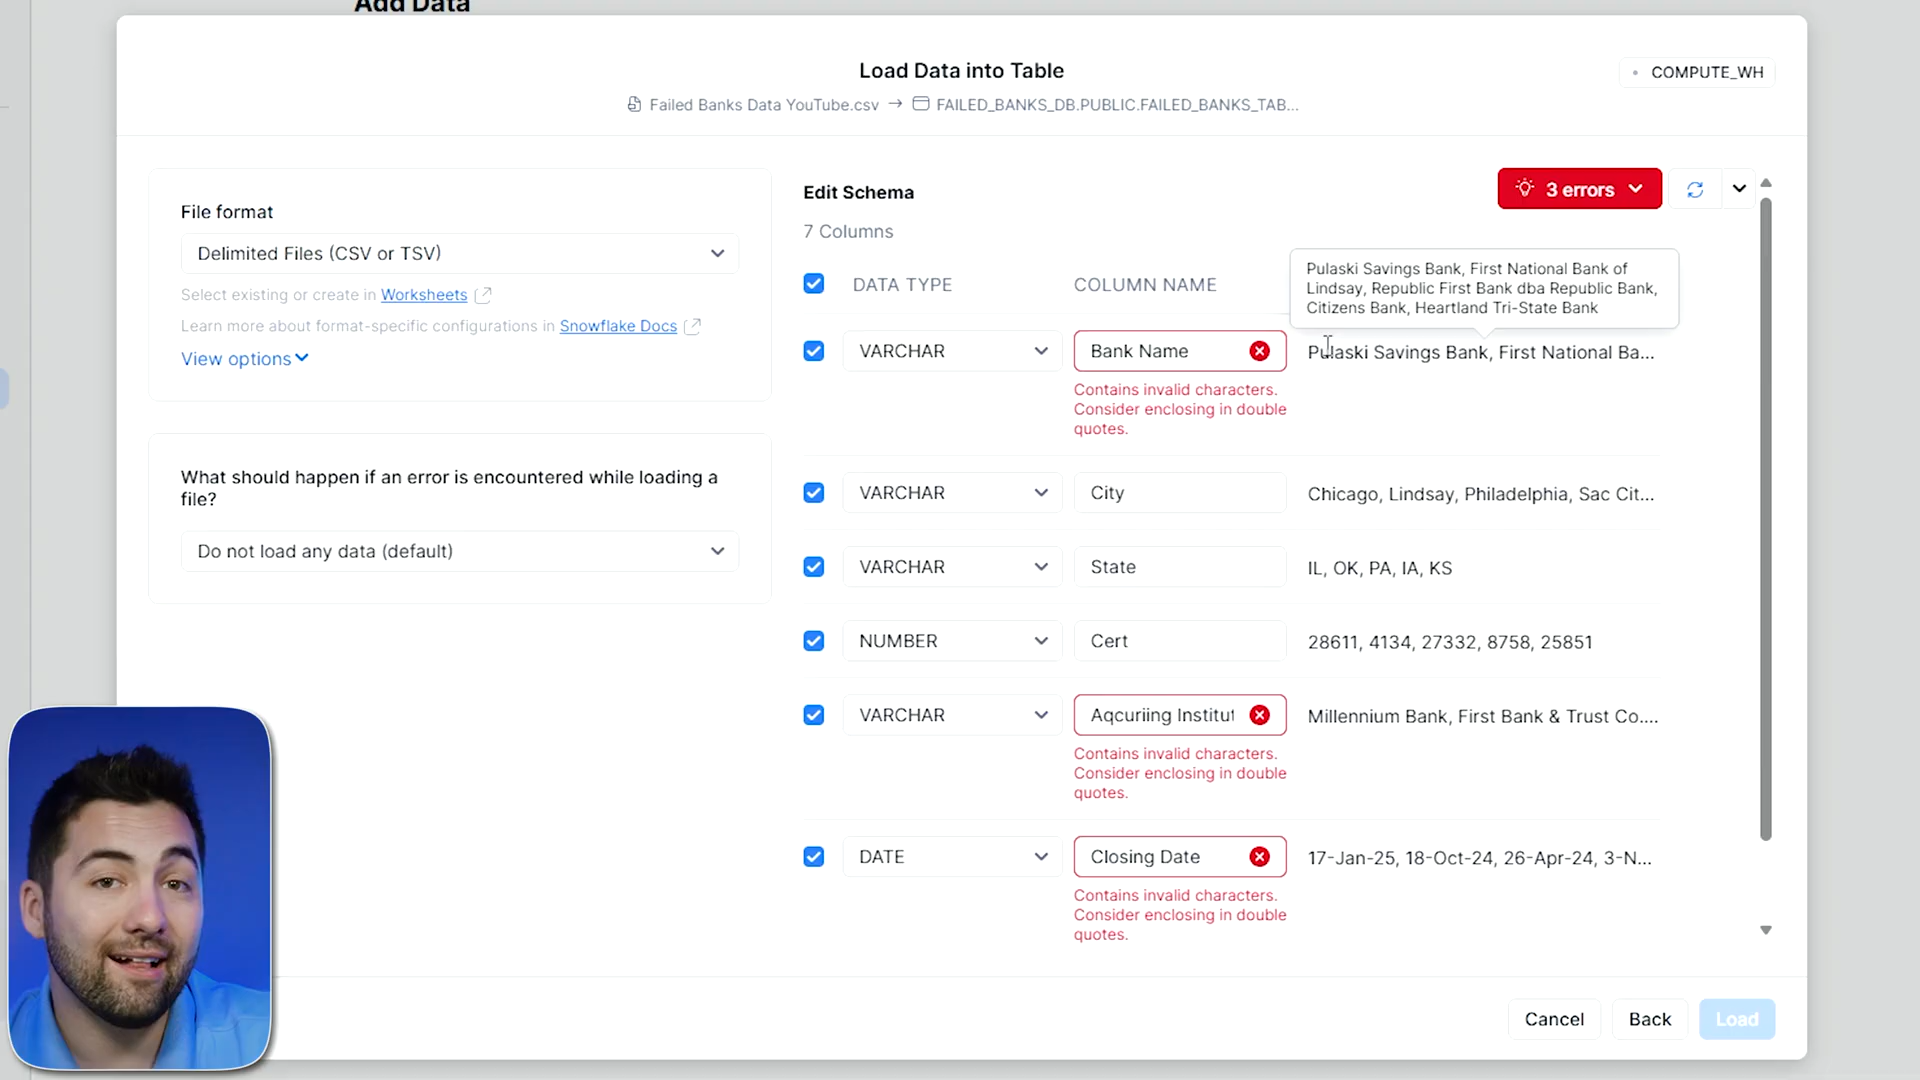 Add Data
Load Data into Table
COMPUTE_WH
Failed Banks Data YouTube.csv → FAILED_BANKS_DB.PUBLIC.FAILED_BANKS_TAB...
File format
Delimited Files (CSV or TSV)
Select existing or create in Worksheets
Learn more about format-specific configurations in Snowflake Docs
View options
What should happen if an error is encountered while loading a
file?
Do not load any data (default)
Edit Schema
3 errors
7 Columns
DATA TYPE COLUMN NAME
Pulaski Savings Bank, First National Bank of
Lindsay, Republic First Bank dba Republic Bank,
Citizens Bank, Heartland Tri-State Bank
VARCHAR Bank Name Pulaski Savings Bank, First National Ba...
Contains invalid characters.
Consider enclosing in double
quotes.
VARCHAR City Chicago, Lindsay, Philadelphia, Sac Cit...
VARCHAR State IL, OK, PA, IA, KS
NUMBER Cert 28611, 4134, 27332, 8758, 25851
VARCHAR Aqcuriing Institut Millennium Bank, First Bank & Trust Co....
Contains invalid characters.
Consider enclosing in double
quotes.
DATE Closing Date 17-Jan-25, 18-Oct-24, 26-Apr-24, 3-N...
Contains invalid characters.
Consider enclosing in double
quotes.
Cancel Back Load